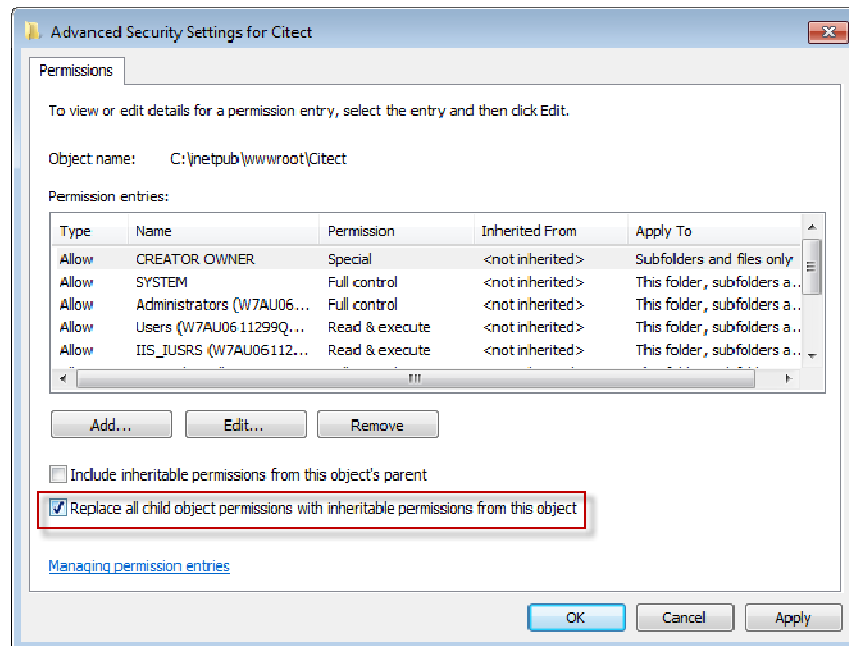 Advanced Security Settings for Citect
Permissions
To view or edit details for a permission entry, select the entry and then click Edit.
Object name: C:\inetpub\wwwroot\Citect
Permission entries:
Type Name Permission Inherited From Apply To
Allow CREATOR OWNER Special <not inherited> Subfolders and files only
Allow SYSTEM Full control <not inherited> This folder, subfolders a...
Allow Administrators (W7AU06... Full control <not inherited> This folder, subfolders a...
Allow Users (W7AU0611299Q... Read & execute <not inherited> This folder, subfolders a...
Allow IIS_IUSRS (W7AU06112... Read & execute <not inherited> This folder, subfolders a...
Add... Edit... Remove
Include inheritable permissions from this object's parent
Replace all child object permissions with inheritable permissions from this object
Managing permission entries
OK Cancel Apply